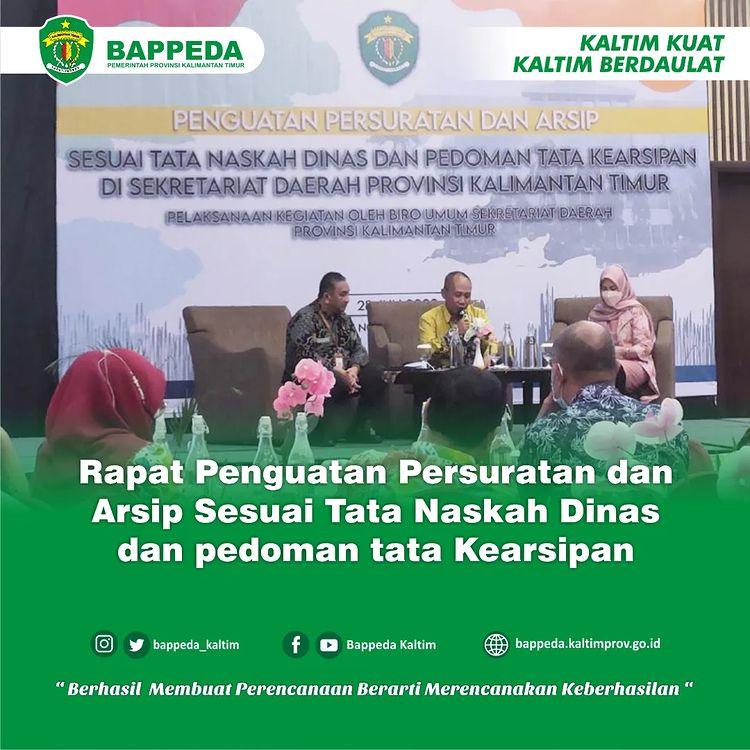 BAPPEDA
PEMERINTAH PROVINSI KALIMANTAN TIMUR
KALTIM KUAT
KALTIM BERDAULAT
PENGUATAN PERSURATAN DAN ARSIP
SESUAI TATA NASKAH DINAS DAN PEDOMAN TATA KEARSIPAN
DI SEKRETARIAT DAERAH PROVINSI KALIMANTAN TIMUR
PELAKSANAAN KEGIATAN OLEH BIRO UMUM SEKRETARIAT DAERAH
PROVINSI KALIMANTAN TIMUR
Rapat Penguatan Persuratan dan
Arsip Sesuai Tata Naskah Dinas
dan pedoman tata Kearsipan
bappeda_kaltim
Bappeda Kaltim
bappeda.kaltimprov.go.id
“ Berhasil Membuat Perencanaan Berarti Merencanakan Keberhasilan “